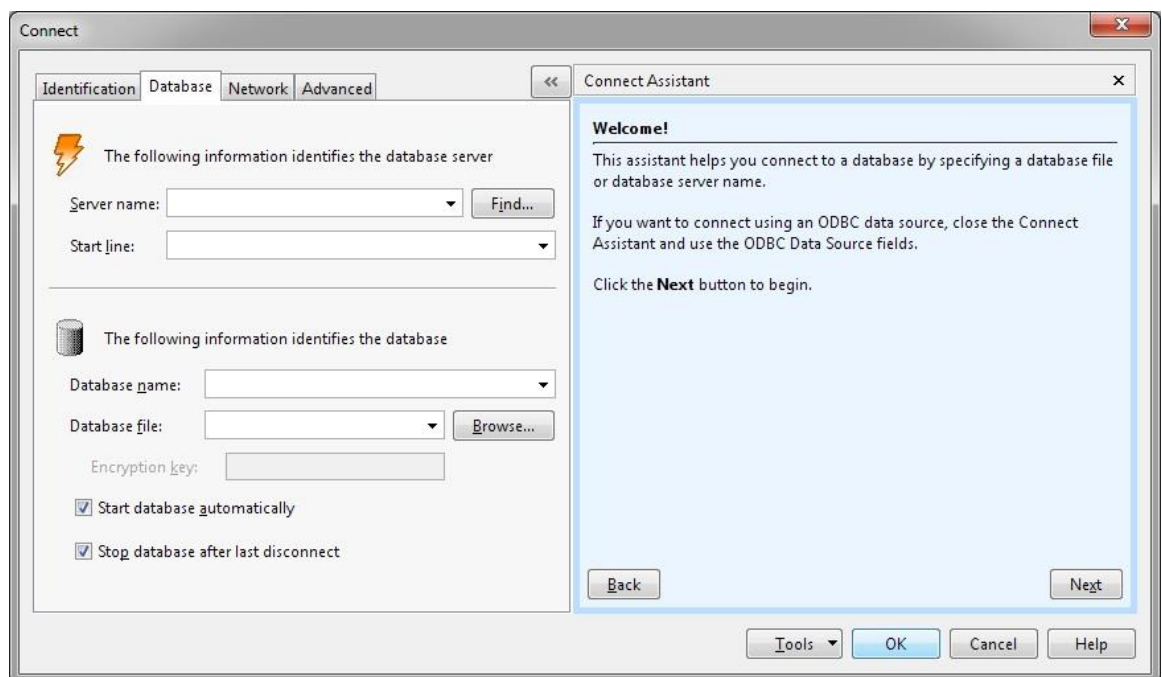 Connect
Identification Database Network Advanced
The following information identifies the database server
Server name:
Find...
Start line:
The following information identifies the database
Database name:
Database file:
Browse...
Encryption key:
Start database automatically
Stop database after last disconnect
Connect Assistant
Welcome!
This assistant helps you connect to a database by specifying a database file
or database server name.
If you want to connect using an ODBC data source, close the Connect
Assistant and use the ODBC Data Source fields.
Click the Next button to begin.
Back
Next
Tools
OK
Cancel
Help